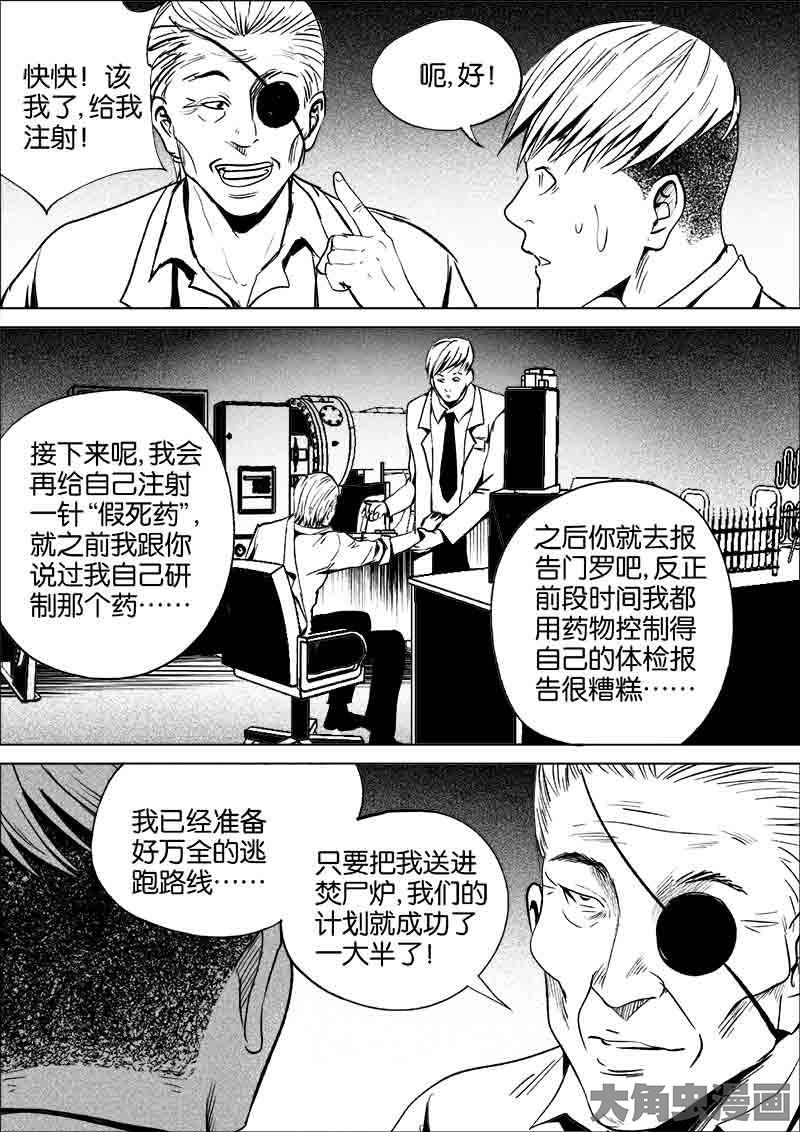 快快！该
我了，给我
注射！
呃，好！
接下来呢，我会
再给自己注射
一针“假死药”，
就之前我跟你
说过我自己研
制那个药……
之后你就去报
告门罗吧，反正
前段时间我都
用药物控制得
自己的体检报
告很糟糕……
我已经准备
好万全的逃
跑路线……
只要把我送进
焚尸炉，我们的
计划就成功了
一大半了！
大角虫漫画